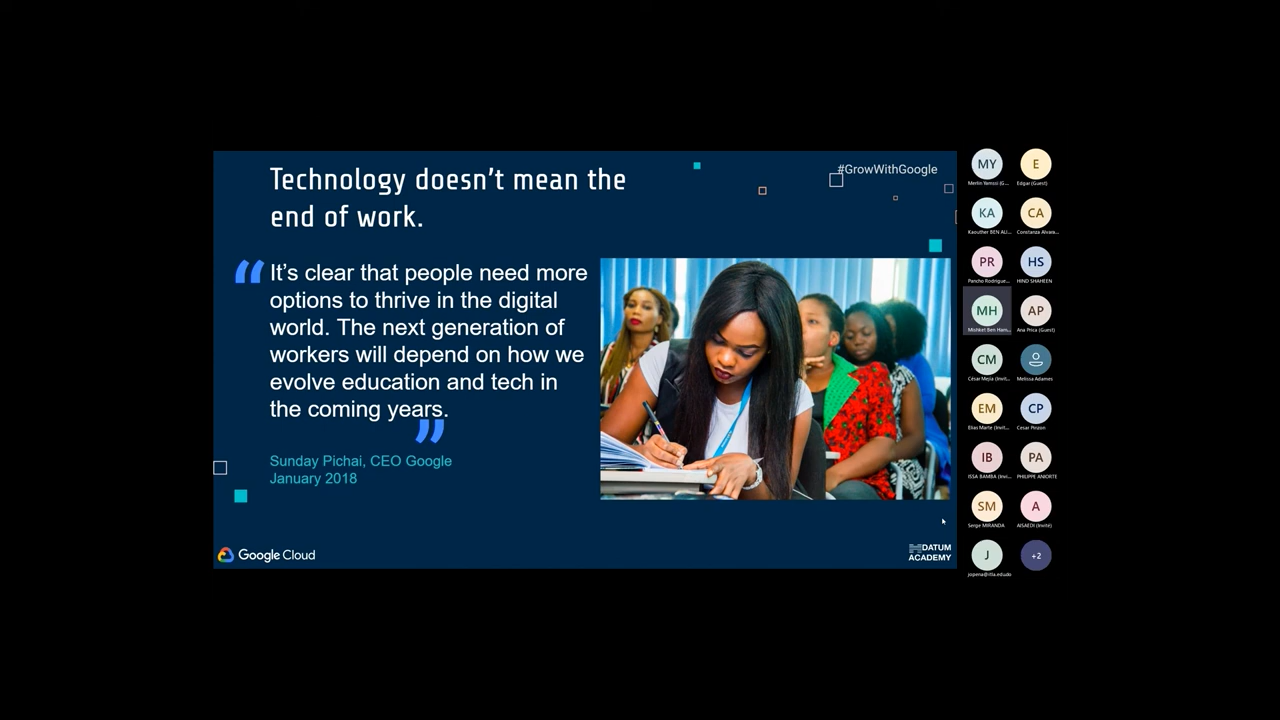 Technology doesn’t mean the
end of work.
#GrowWithGoogle
“
It’s clear that people need more
options to thrive in the digital
world. The next generation of
workers will depend on how we
evolve education and tech in
the coming years.
”
Sunday Pichai, CEO Google
January 2018
Google Cloud
DATUM
ACADEMY
MY
E
Merlin Yamssi (G...
Edgar (Guest)
KA
CA
Kaouther BEN ALI...
Constanza Alvara...
PR
HS
Pancho Rodrigue...
HIND SHAHEEN
MH
AP
Mishket Ben Ham...
Ana Prica (Guest)
CM
César Mejia (Invit...
Melissa Adames
EM
CP
Elias Marte (Invit...
Cesar Pinzon
IB
PA
ISSA BAMBA (Invi...
PHILIPPE ANIORTE
SM
A
Serge MIRANDA
AISAEDI (Invité)
J
+2
jopena@itla.edu.do